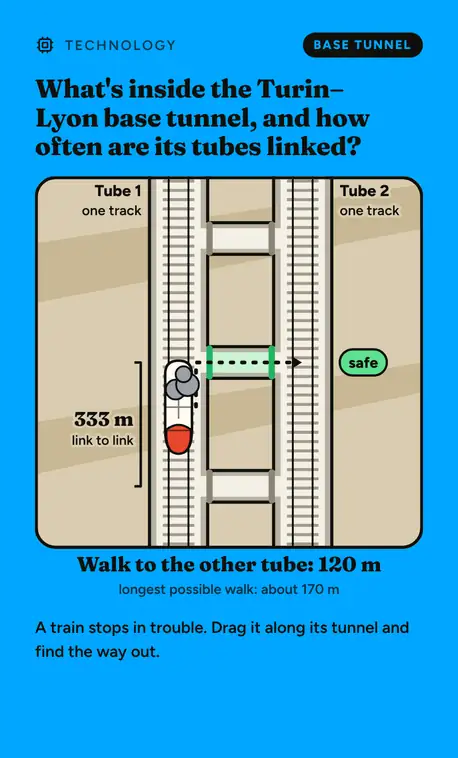 TECHNOLOGY
BASE TUNNEL
What's inside the Turin–
Lyon base tunnel, and how
often are its tubes linked?
Tube 1
one track
Tube 2
one track
safe
333 m
link to link
Walk to the other tube: 120 m
longest possible walk: about 170 m
A train stops in trouble. Drag it along its tunnel and
find the way out.